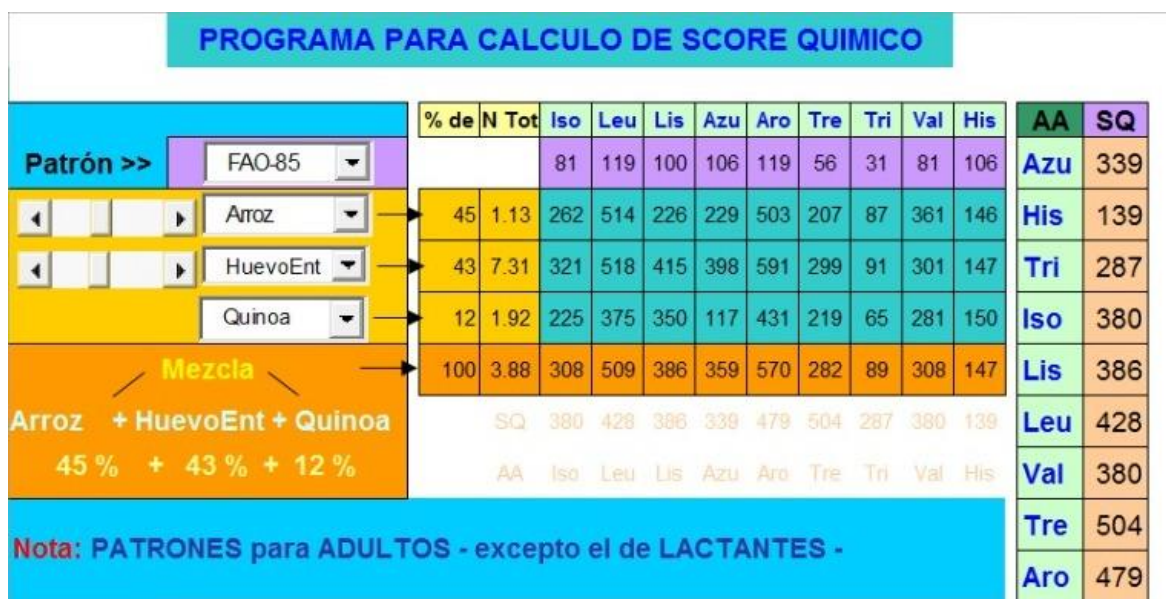 PROGRAMA PARA CALCULO DE SCORE QUIMICO
% de N Tot Iso Leu Lis Azu Aro Tre Tri Val His
Patrón >> FAO-85 81 119 100 106 119 56 31 81 106
Arroz 45 1.13 262 514 226 229 503 207 87 361 146
HuevoEnt 43 7.31 321 518 415 398 591 299 91 301 147
Quinoa 12 1.92 225 375 350 117 431 219 65 281 150
Mezcla 100 3.88 308 509 386 359 570 282 89 308 147
Arroz + HuevoEnt + Quinoa
45 % + 43 % + 12 %
SQ 380 428 386 339 479 504 287 380 139
AA Iso Leu Lis Azu Aro Tre Tri Val His
Nota: PATRONES para ADULTOS - excepto el de LACTANTES -
AA SQ
Azu 339
His 139
Tri 287
Iso 380
Lis 386
Leu 428
Val 380
Tre 504
Aro 479